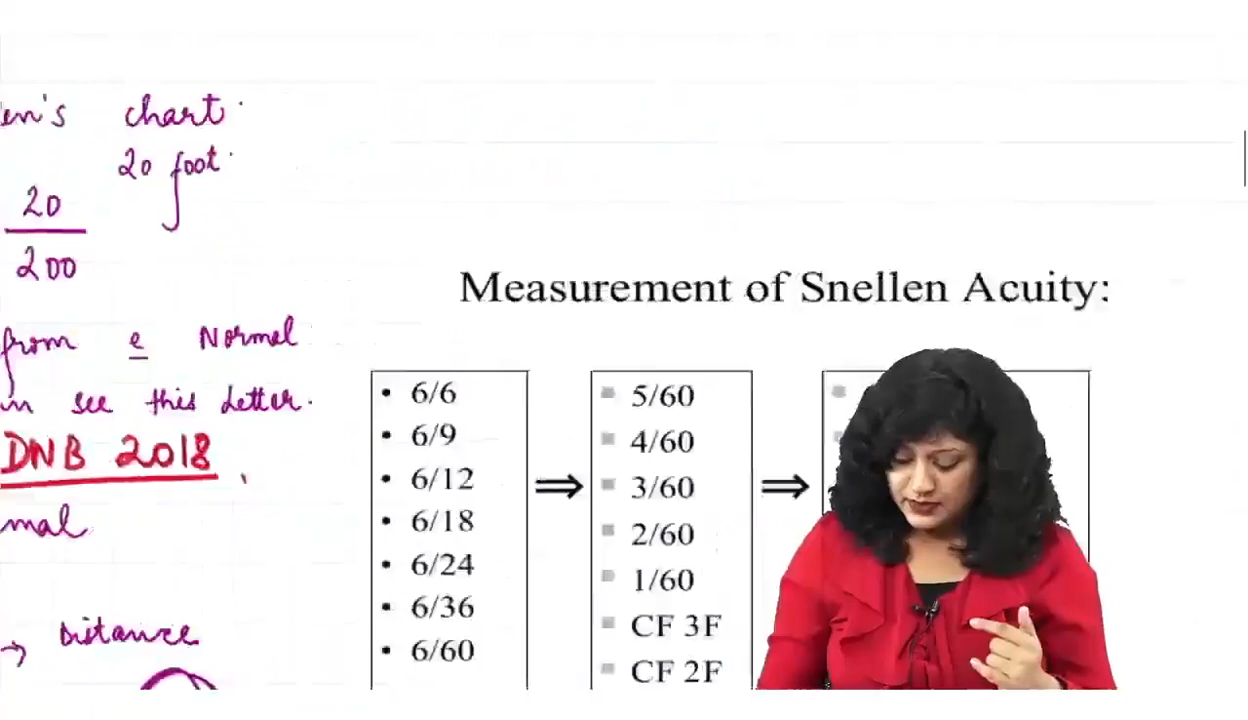 en's chart.
20 foot.
20
200
from e Normal
in see this letter.
DNB 2018
mal
→ Distance
Measurement of Snellen Acuity:
• 6/6
• 6/9
• 6/12
• 6/18
• 6/24
• 6/36
• 6/60
⇒
▪ 5/60
▪ 4/60
▪ 3/60
▪ 2/60
▪ 1/60
▪ CF 3F
▪ CF 2F
⇒